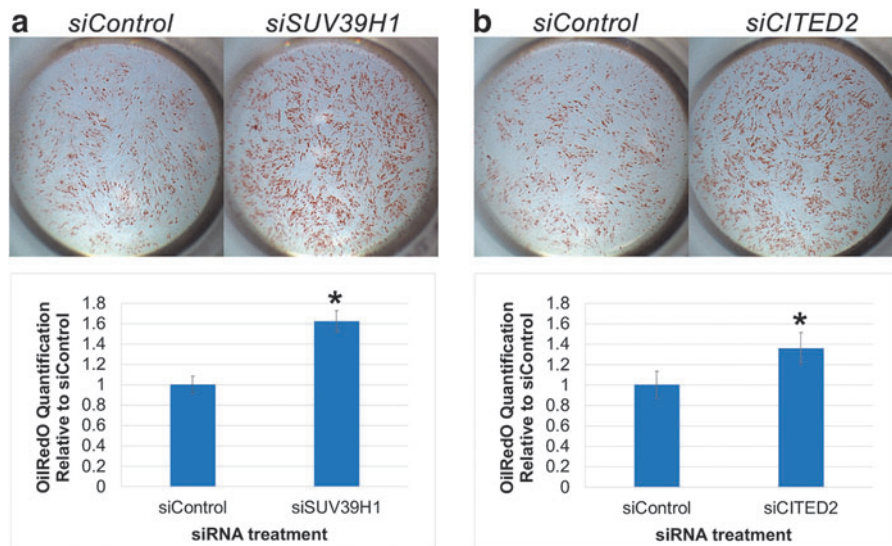 a siControl siSUV39H1
b siControl siCITED2
OilRedO Quantification
Relative to siControl
1.8
1.6
1.4
1.2
1
0.8
0.6
0.4
0.2
0
*
siControl siSUV39H1
siRNA treatment
OilRedO Quantification
Relative to siControl
1.8
1.6
1.4
1.2
1
0.8
0.6
0.4
0.2
0
*
siControl siCITED2
siRNA treatment